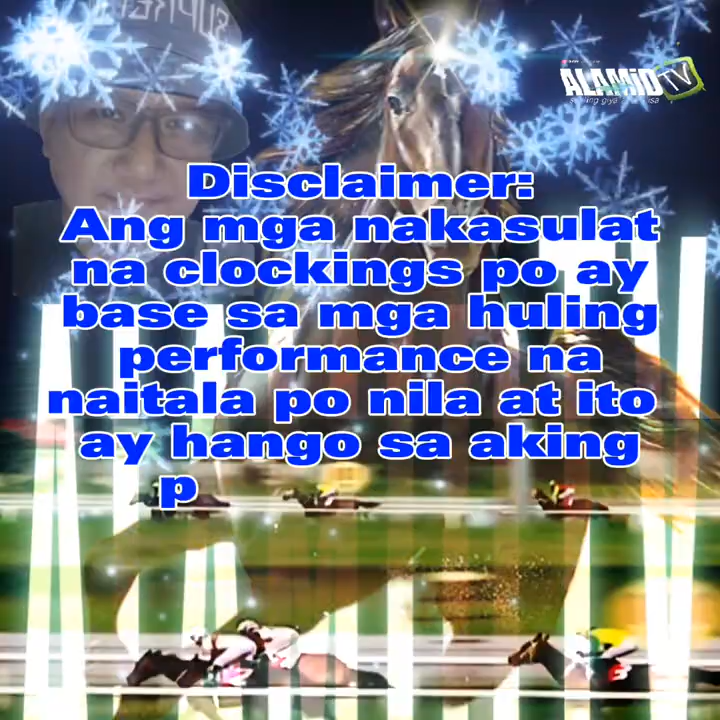 SUPREME
ALAMiD TV
Disclaimer:
Ang mga nakasulat
na clockings po ay
base sa mga huling
performance na
naitala po nila at ito
ay hango sa aking
p